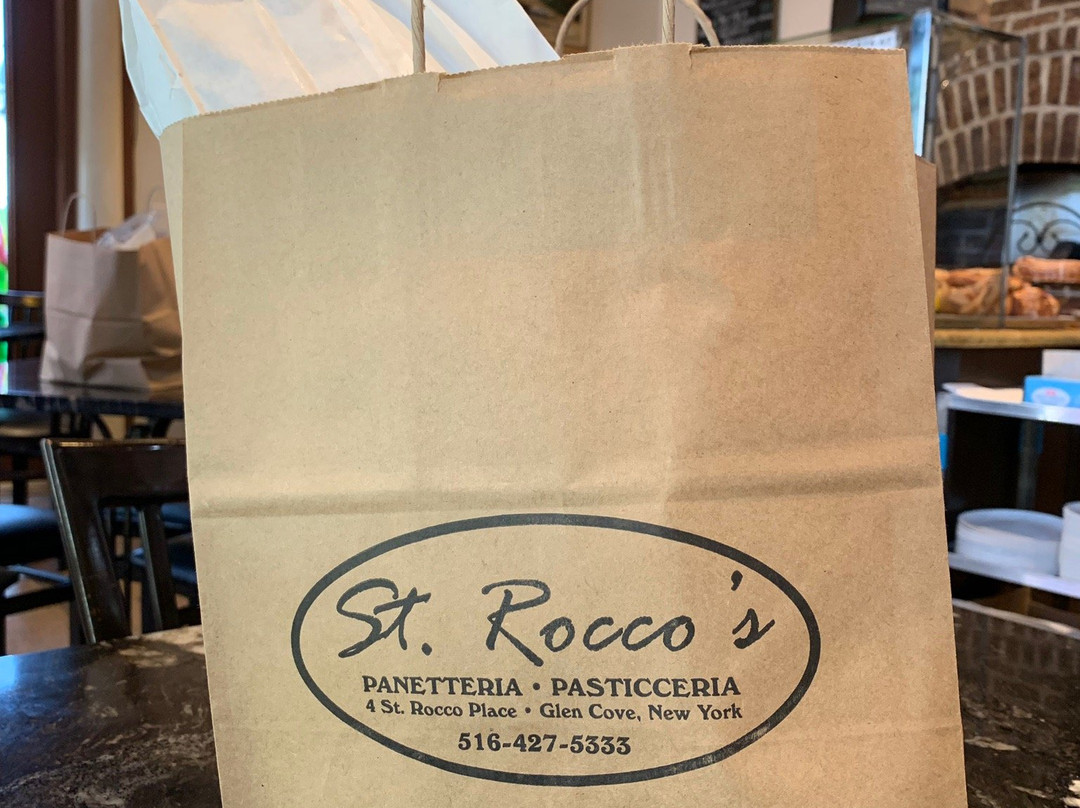 St. Rocco's
PANETTERIA • PASTICCERIA
4 St. Rocco Place • Glen Cove, New York
516-427-5333